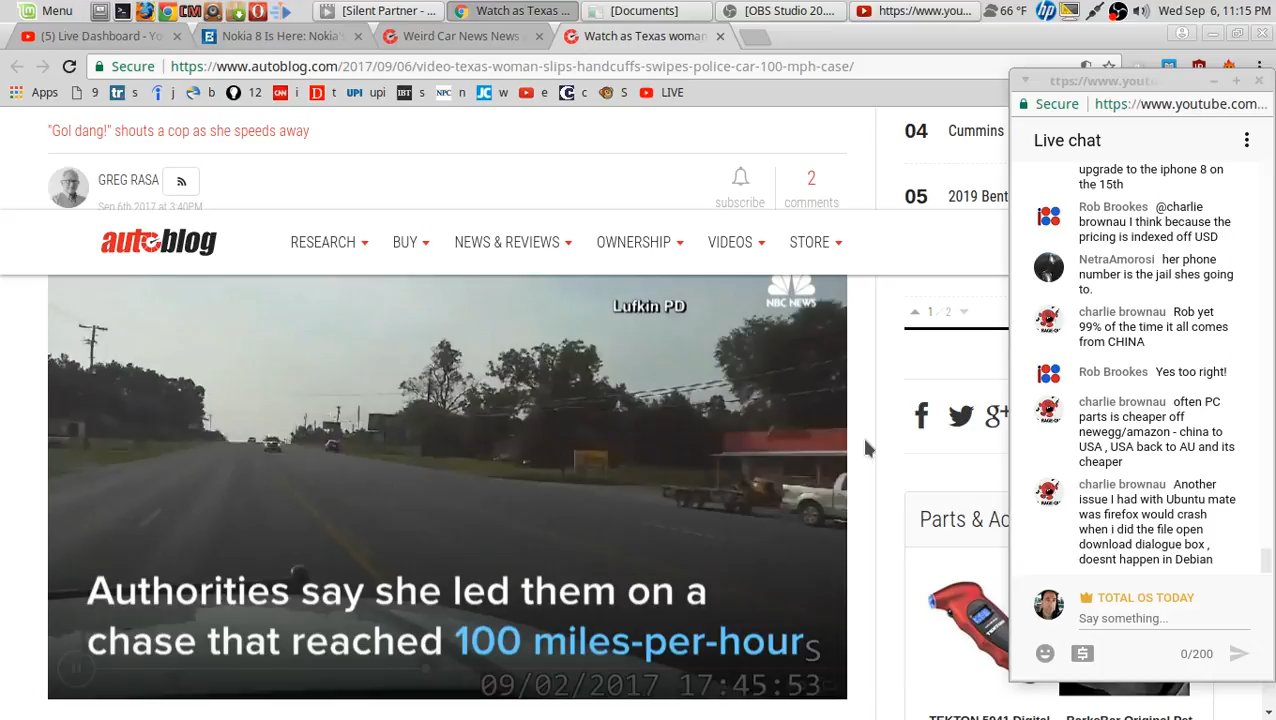 Menu
[Silent Partner - ...
Watch as Texas ...
[Documents]
[OBS Studio 20....
https://www.you...
66 °F
Wed Sep 6, 11:15 PM
(5) Live Dashboard - Yo
Nokia 8 Is Here: Nokia's
Weird Car News News
Watch as Texas woman
Secure
https://www.autoblog.com/2017/09/06/video-texas-woman-slips-handcuffs-swipes-police-car-100-mph-case/
Apps 9 s j b 12 i t upi t n w e c S LIVE
"Gol dang!" shouts a cop as she speeds away
GREG RASA
Sep 6th 2017 at 3:40PM
subscribe
2
comments
04 Cummins
05 2019 Bent
autoblog
RESEARCH
BUY
NEWS & REVIEWS
OWNERSHIP
VIDEOS
STORE
Lufkin PD
NBC NEWS
1 / 2
Authorities say she led them on a
chase that reached 100 miles-per-hour
S
09/02/2017 17:45:53
Parts & Ac
TEKTON 5941 Digital
ttps://www.yout
Secure
https://www.youtube.com...
Live chat
upgrade to the iphone 8 on
the 15th
Rob Brookes @charlie
brownau I think because the
pricing is indexed off USD
NetraAmorosi her phone
number is the jail shes going
to.
charlie brownau Rob yet
99% of the time it all comes
from CHINA
Rob Brookes Yes too right!
charlie brownau often PC
parts is cheaper off
newegg/amazon - china to
USA , USA back to AU and its
cheaper
charlie brownau Another
issue I had with Ubuntu mate
was firefox would crash
when i did the file open
download dialogue box ,
doesnt happen in Debian
TOTAL OS TODAY
Say something...
0/200